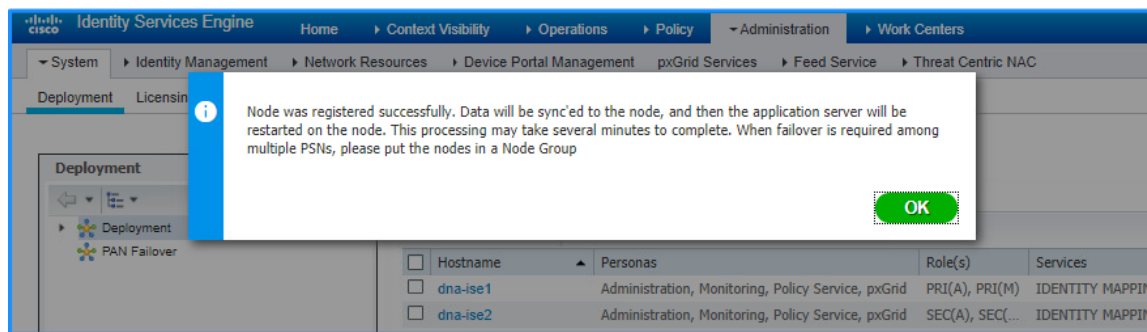 cisco Identity Services Engine Home Context Visibility Operations Policy Administration Work Centers
System Identity Management Network Resources Device Portal Management pxGrid Services Feed Service Threat Centric NAC
Deployment
Node was registered successfully. Data will be sync'ed to the node, and then the application server will be
restarted on the node. This processing may take several minutes to complete. When failover is required among
multiple PSNs, please put the nodes in a Node Group
OK
Deployment
Deployment
PAN Failover
Hostname Personas Role(s) Services
dna-ise1 Administration, Monitoring, Policy Service, pxGrid PRI(A), PRI(M) IDENTITY MAPPIN
dna-ise2 Administration, Monitoring, Policy Service, pxGrid SEC(A), SEC(... IDENTITY MAPPIN